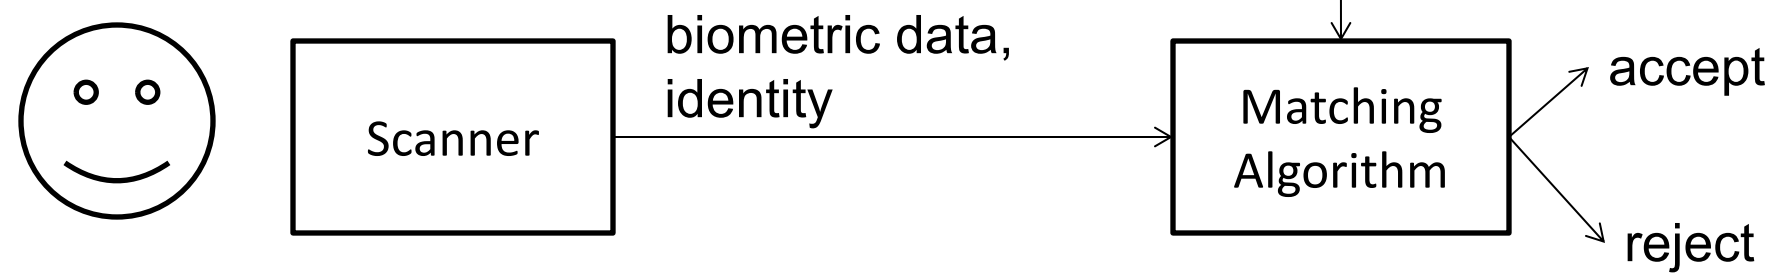 Scanner
biometric data,
identity
Matching
Algorithm
accept
reject